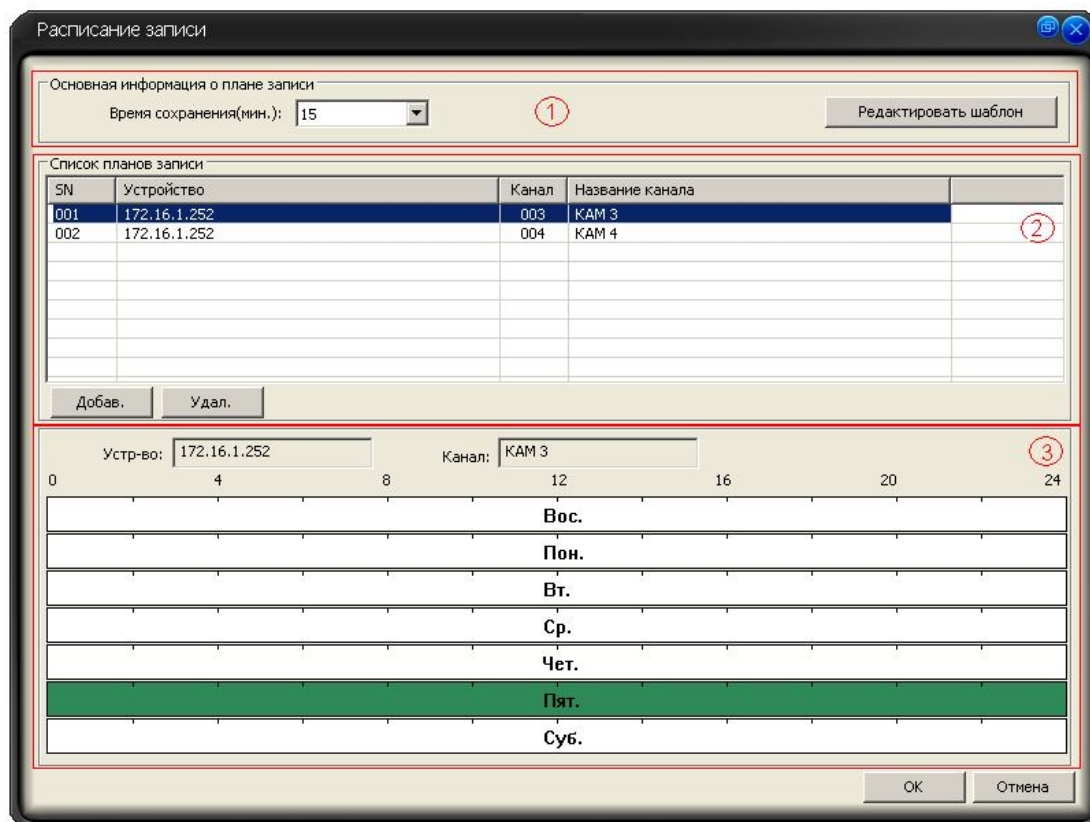 Расписание записи
Основная информация о плане записи
Время сохранения(мин.): 15
1
Редактировать шаблон
Список планов записи
SN Устройство Канал Название канала
001 172.16.1.252 003 КАМ 3
002 172.16.1.252 004 КАМ 4
2
Добав. Удал.
Устр-во: 172.16.1.252 Канал: КАМ 3
3
0 4 8 12 16 20 24
Вос.
Пон.
Вт.
Ср.
Чет.
Пят.
Суб.
OK Отмена